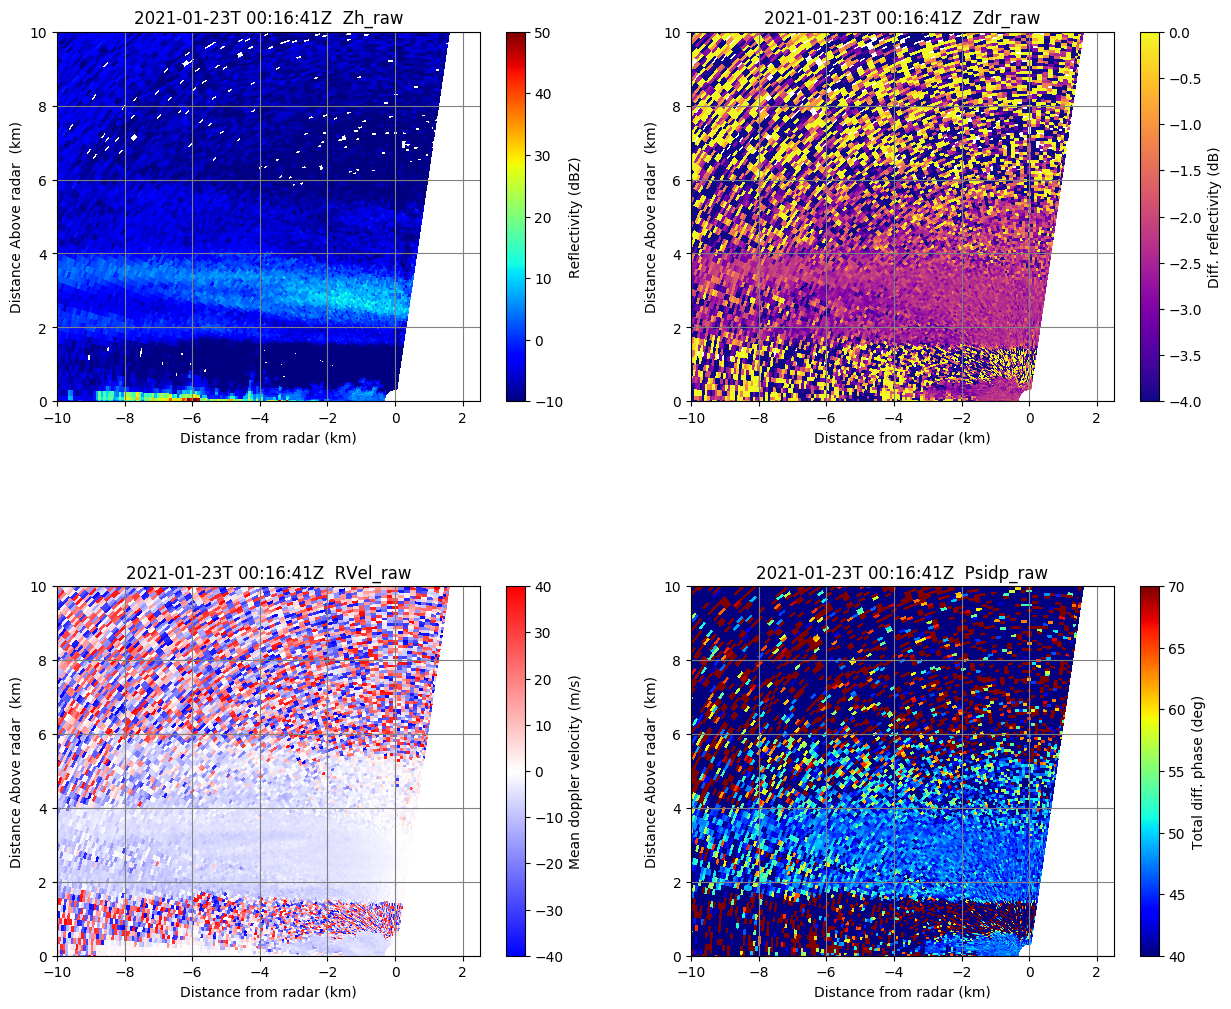 2021-01-23T 00:16:41Z  Zh_raw
10
8
6
4
2
0
Distance Above radar  (km)
−10 −8 −6 −4 −2 0 2
Distance from radar (km)
50
40
30
20
10
0
−10
Reflectivity (dBZ)
2021-01-23T 00:16:41Z  Zdr_raw
10
8
6
4
2
0
Distance Above radar  (km)
−10 −8 −6 −4 −2 0 2
Distance from radar (km)
0.0
−0.5
−1.0
−1.5
−2.0
−2.5
−3.0
−3.5
−4.0
Diff. reflectivity (dB)
2021-01-23T 00:16:41Z  RVel_raw
10
8
6
4
2
0
Distance Above radar  (km)
−10 −8 −6 −4 −2 0 2
Distance from radar (km)
40
30
20
10
0
−10
−20
−30
−40
Mean doppler velocity (m/s)
2021-01-23T 00:16:41Z  Psidp_raw
10
8
6
4
2
0
Distance Above radar  (km)
−10 −8 −6 −4 −2 0 2
Distance from radar (km)
70
65
60
55
50
45
40
Total diff. phase (deg)